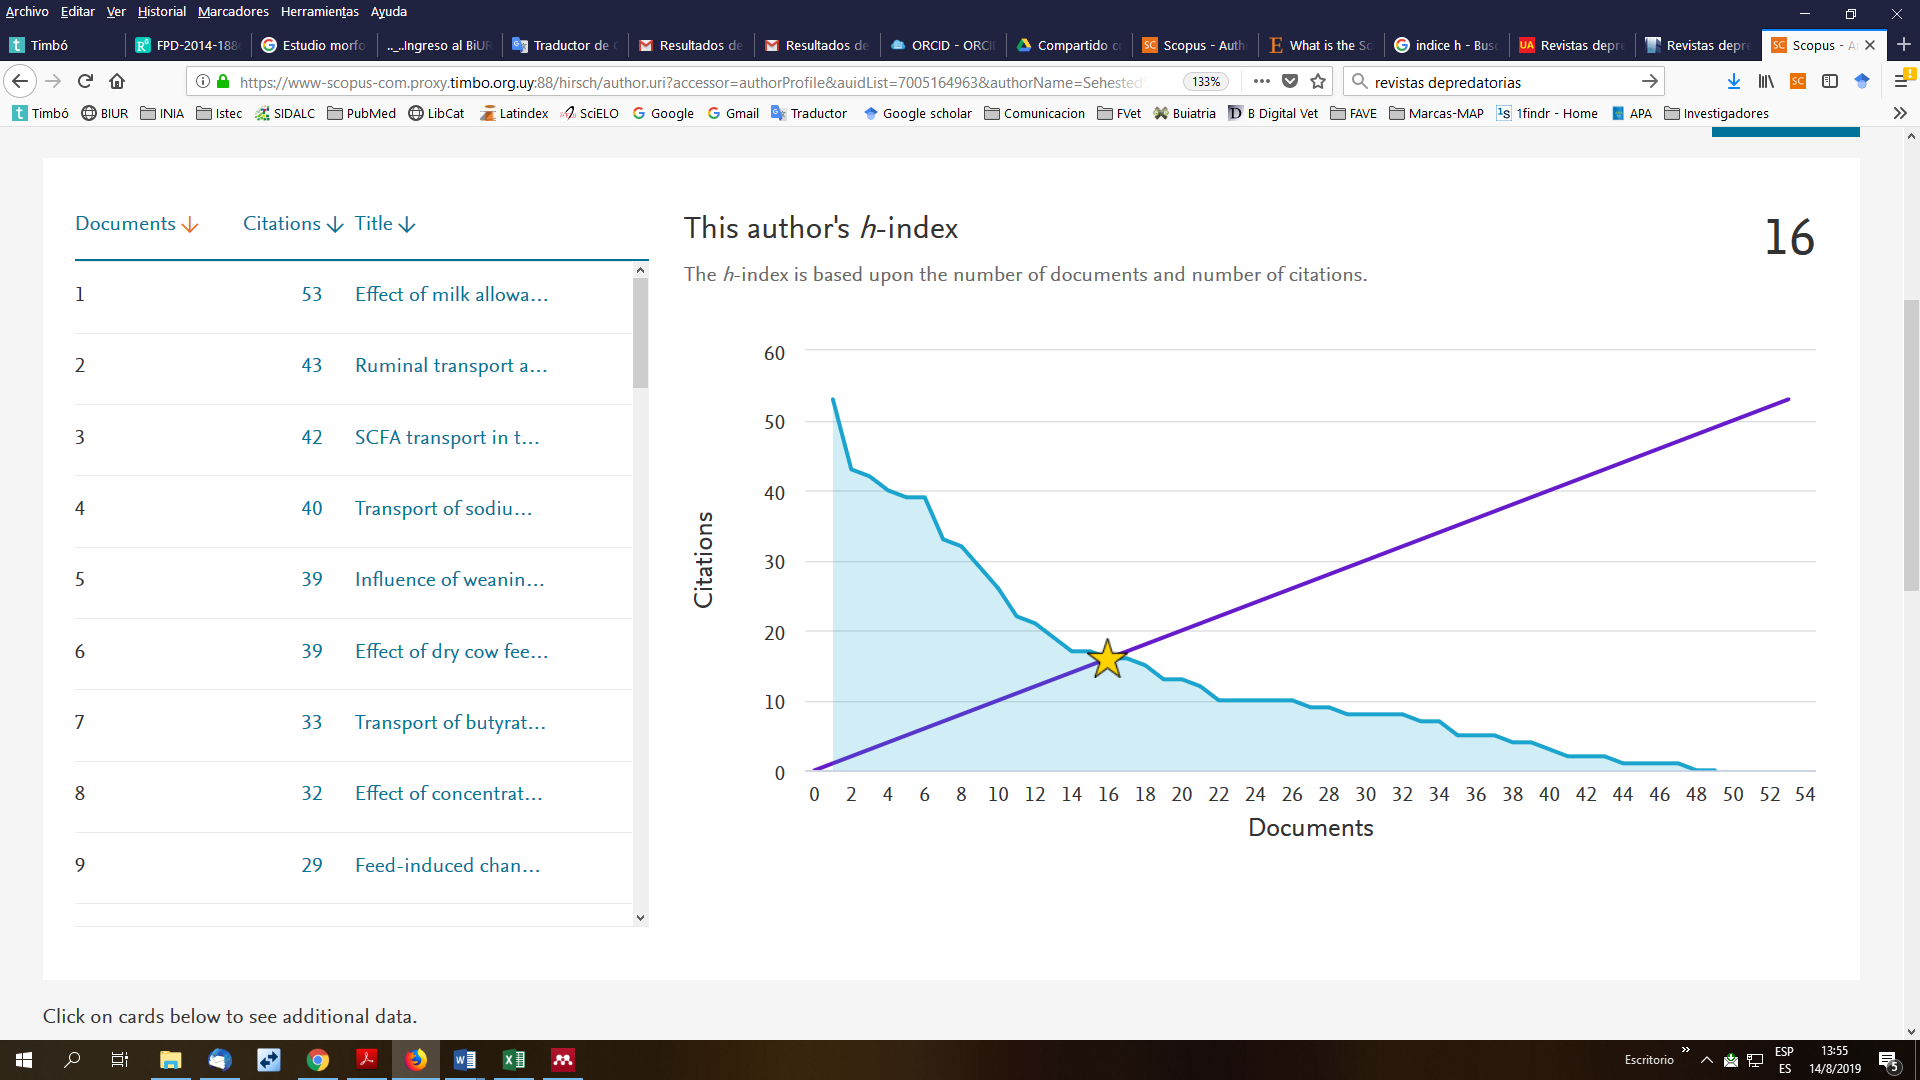 Archivo Editar Ver Historial Marcadores Herramientas Ayuda
Timbó FPD-2014-188 Estudio morfo .._..Ingreso al BiUR Traductor de Resultados de Resultados de ORCID - ORCI Compartido c Scopus - Auth What is the Sc indice h - Bus Revistas depre Revistas depr Scopus - A
https://www-scopus-com.proxy.timbo.org.uy:88/hirsch/author.uri?accessor=authorProfile&auidList=7005164963&authorName=Sehested 133% revistas depredatorias
Timbó BIUR INIA Istec SIDALC PubMed LibCat Latindex SciELO Google Gmail Traductor Google scholar Comunicacion FVet Buiatria B Digital Vet FAVE Marcas-MAP 1findr - Home APA Investigadores
Documents Citations Title
1 53 Effect of milk allowa...
2 43 Ruminal transport a...
3 42 SCFA transport in t...
4 40 Transport of sodiu...
5 39 Influence of weanin...
6 39 Effect of dry cow fee...
7 33 Transport of butyrat...
8 32 Effect of concentrat...
9 29 Feed-induced chan...
This author's h-index
16
The h-index is based upon the number of documents and number of citations.
60
50
40
30
20
10
0
Citations
0 2 4 6 8 10 12 14 16 18 20 22 24 26 28 30 32 34 36 38 40 42 44 46 48 50 52 54
Documents
Click on cards below to see additional data.
Escritorio
ESP
ES
13:55
14/8/2019
5